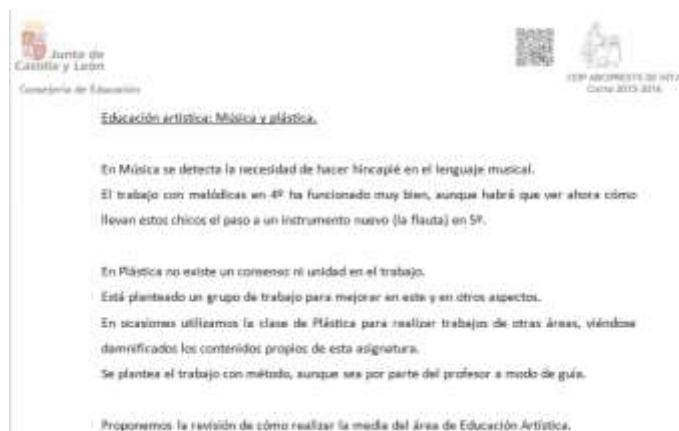 Junta de
Castilla y León
Consejería de Educación
CEIP ARCIPRESTE DE HITA
Curso 2015-2016
Educación artística: Música y plástica.
En Música se detecta la necesidad de hacer hincapié en el lenguaje musical.
El trabajo con melódicas en 4º ha funcionado muy bien, aunque habrá que ver ahora cómo
llevan estos chicos el paso a un instrumento nuevo (la flauta) en 5º.
En Plástica no existe un consenso ni unidad en el trabajo.
Está planteado un grupo de trabajo para mejorar en este y en otros aspectos.
En ocasiones utilizamos la clase de Plástica para realizar trabajos de otras áreas, viéndose
damnificados los contenidos propios de esta asignatura.
Se plantea el trabajo con método, aunque sea por parte del profesor a modo de guía.
Proponemos la revisión de cómo realizar la media del área de Educación Artística.